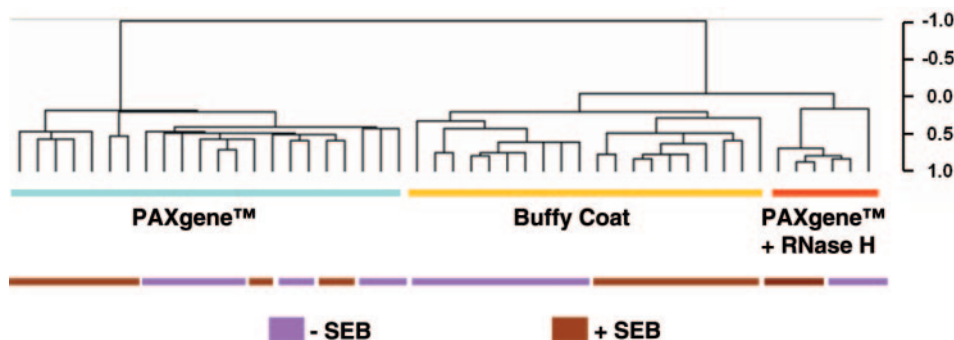 -1.0
-0.5
0.0
0.5
1.0
PAXgene™
Buffy Coat
PAXgene™
+ RNase H
- SEB
+ SEB